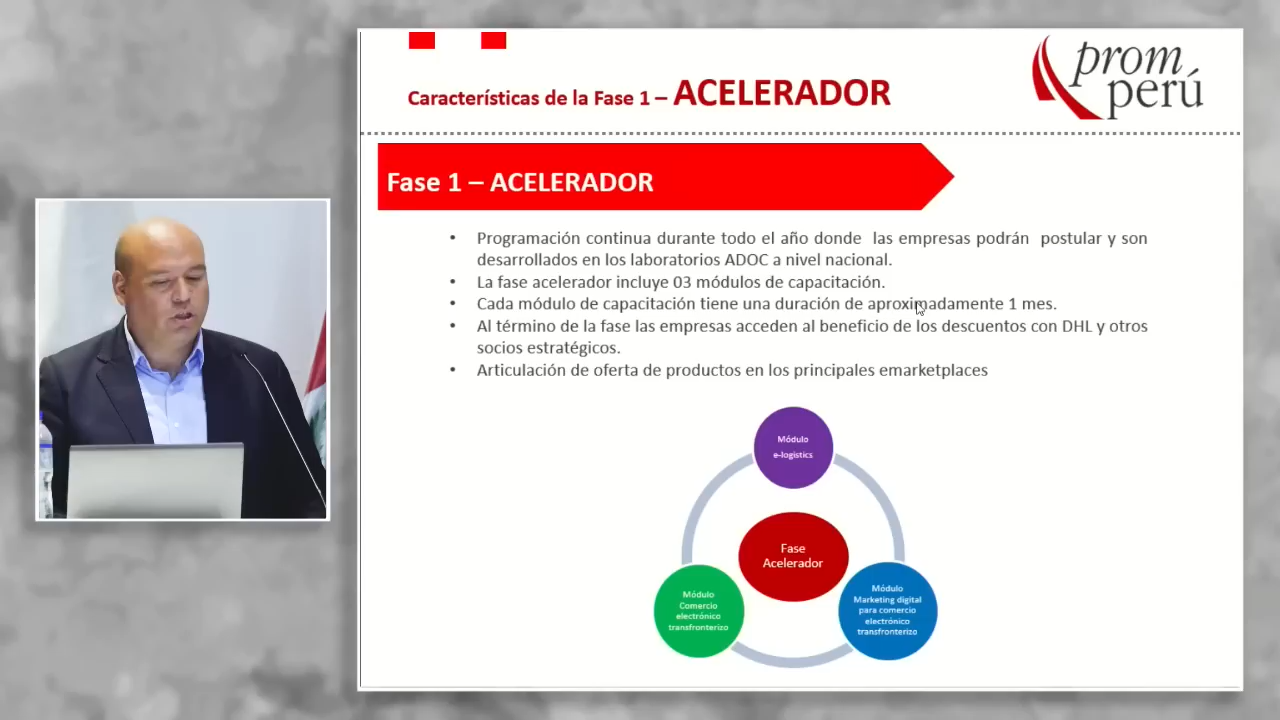 prom
perú
Características de la Fase 1 – ACELERADOR
Fase 1 – ACELERADOR
• Programación continua durante todo el año donde las empresas podrán postular y son
desarrollados en los laboratorios ADOC a nivel nacional.
• La fase acelerador incluye 03 módulos de capacitación.
• Cada módulo de capacitación tiene una duración de aproximadamente 1 mes.
• Al término de la fase las empresas acceden al beneficio de los descuentos con DHL y otros
socios estratégicos.
• Articulación de oferta de productos en los principales emarketplaces
Módulo
e-logistics
Fase
Acelerador
Módulo
Comercio
electrónico
transfronterizo
Módulo
Marketing digital
para comercio
electrónico
transfronterizo